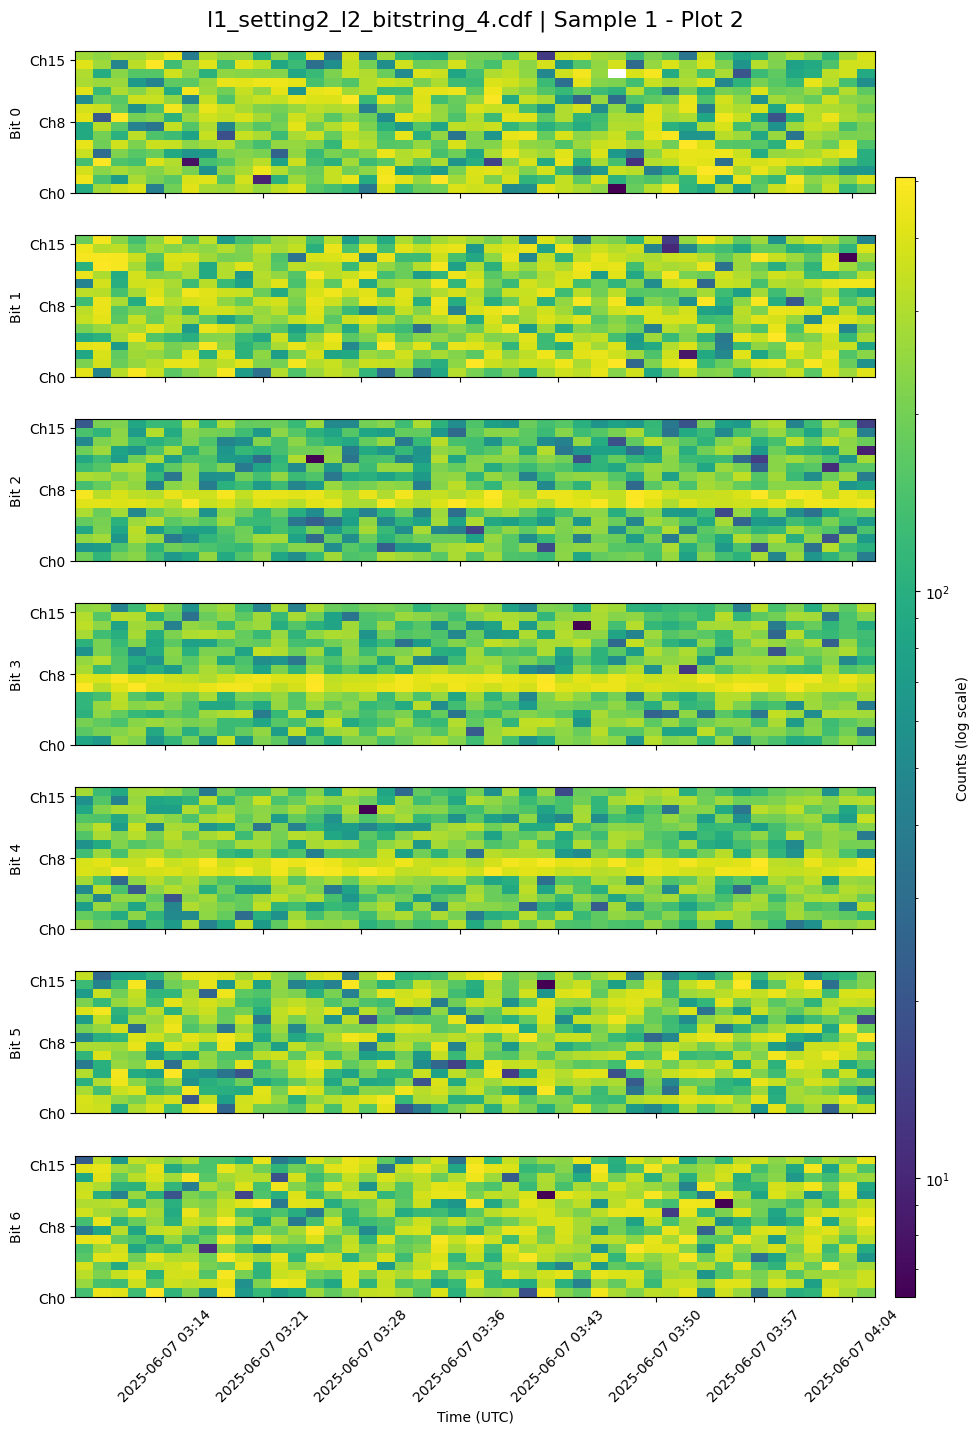 l1_setting2_l2_bitstring_4.cdf | Sample 1 - Plot 2
Ch15
Bit 0
Ch8
Ch0
Ch15
Bit 1
Ch8
Ch0
Ch15
Bit 2
Ch8
Ch0
Ch15
Bit 3
Ch8
Ch0
Ch15
Bit 4
Ch8
Ch0
Ch15
Bit 5
Ch8
Ch0
Ch15
Bit 6
Ch8
Ch0
10²
10¹
Counts (log scale)
2025-06-07 03:14
2025-06-07 03:21
2025-06-07 03:28
2025-06-07 03:36
2025-06-07 03:43
2025-06-07 03:50
2025-06-07 03:57
2025-06-07 04:04
Time (UTC)